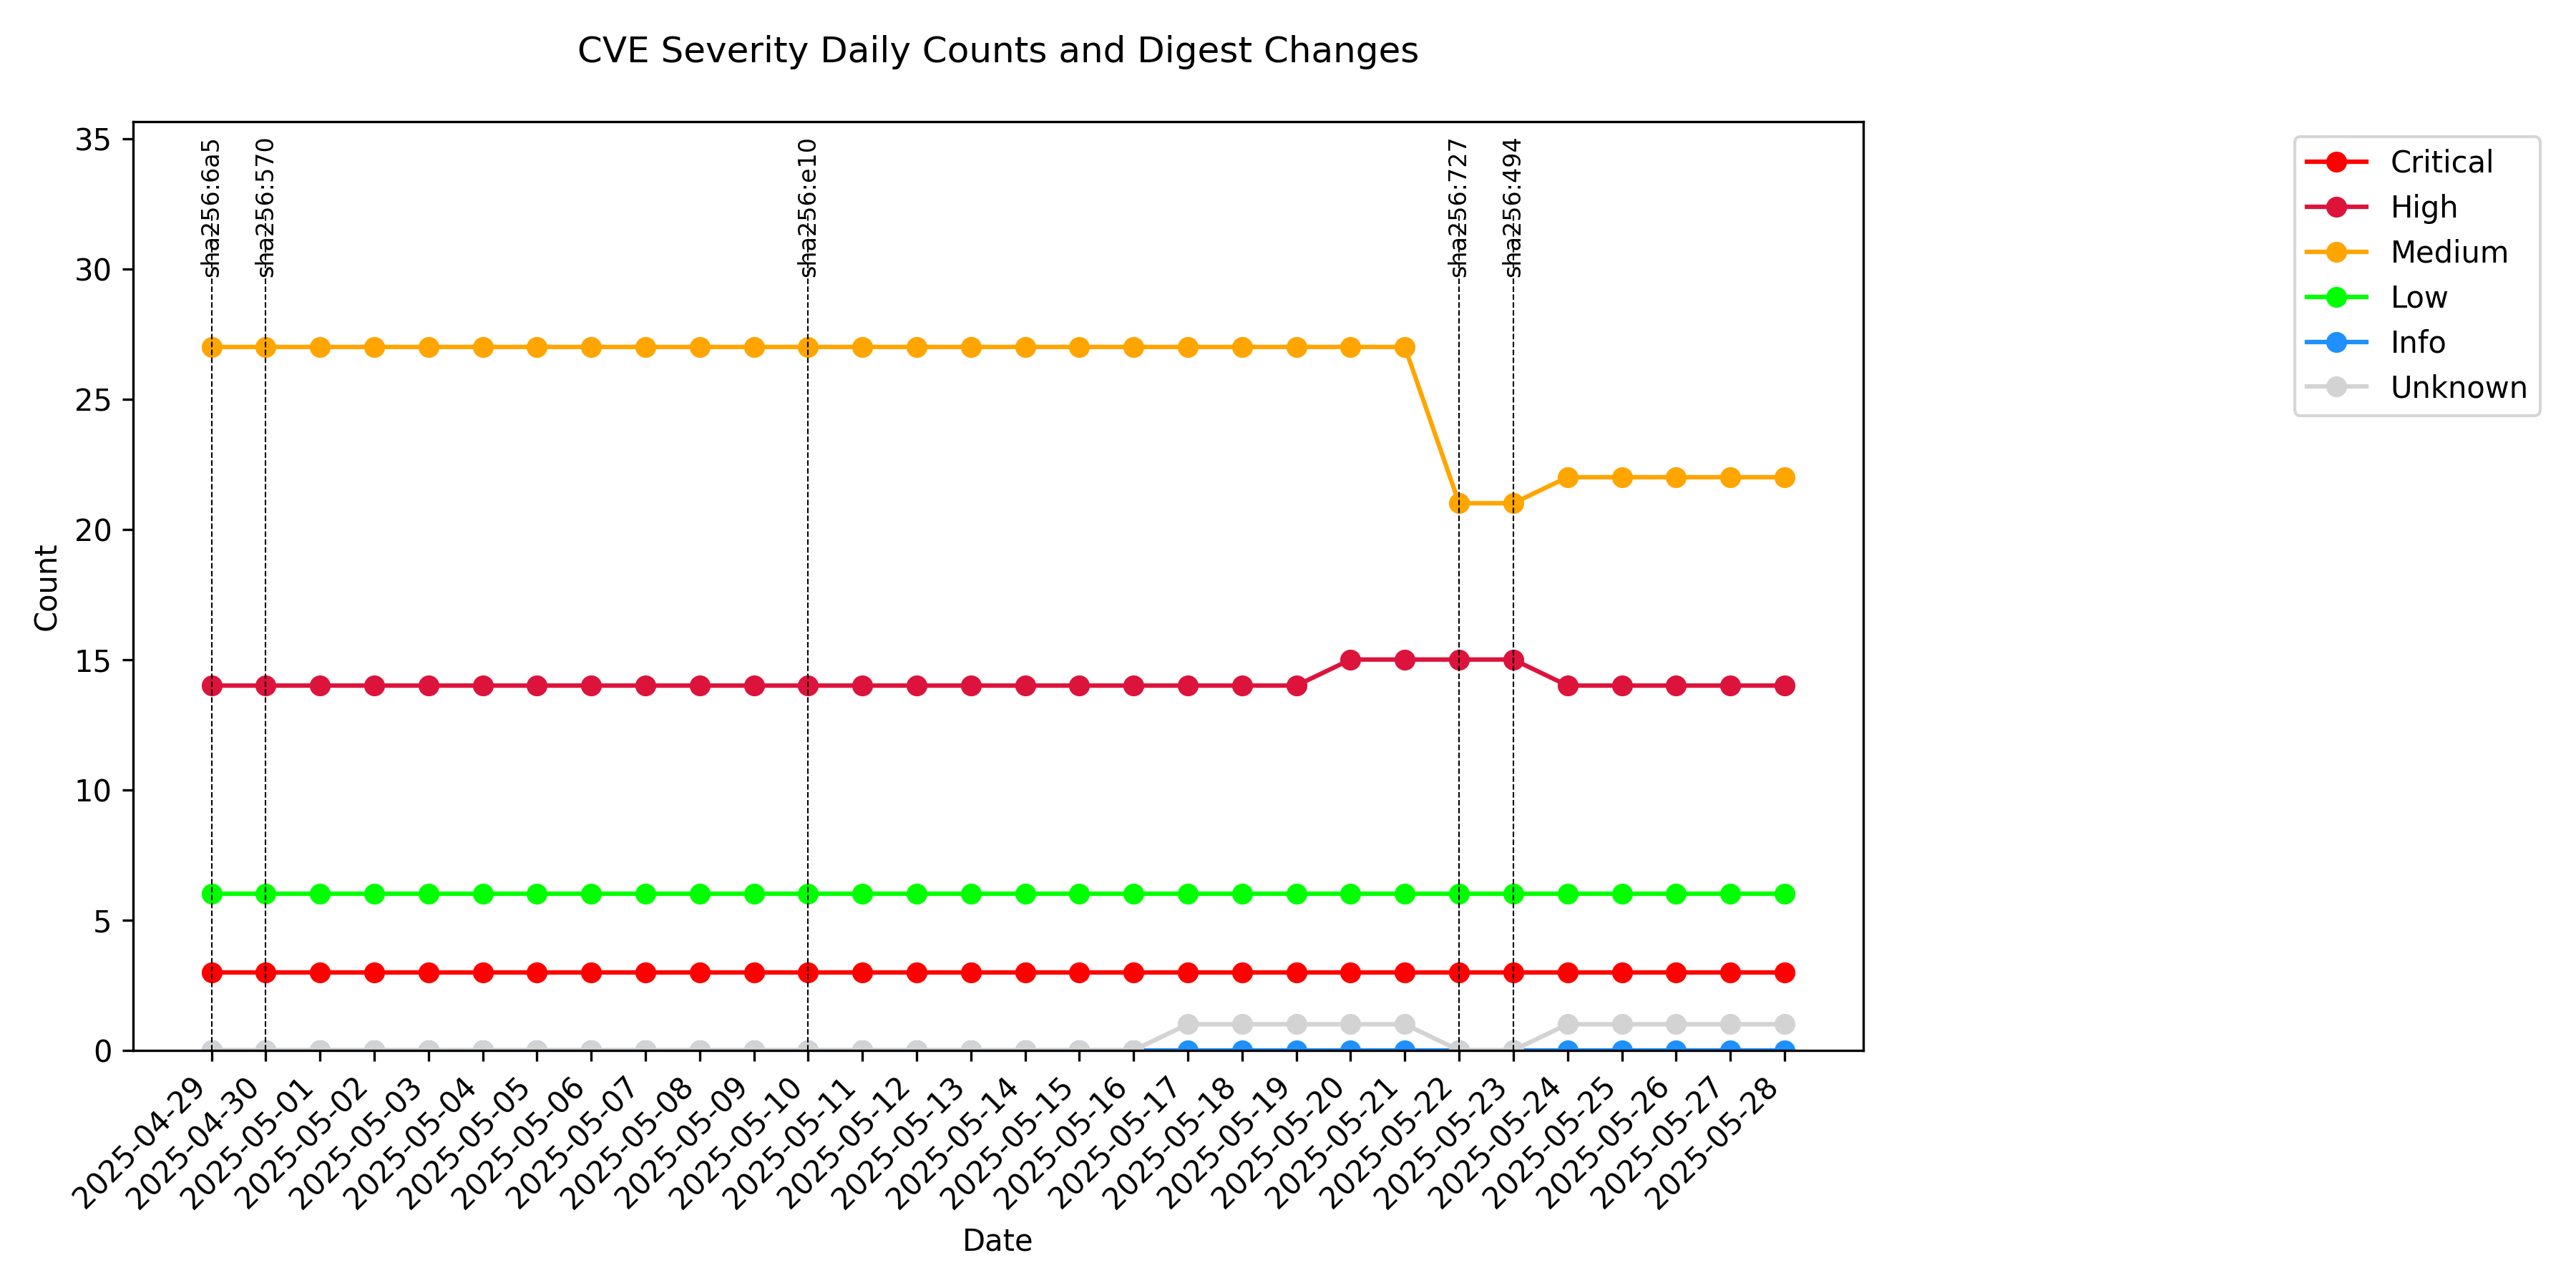 CVE Severity Daily Counts and Digest Changes
35
30
25
20
15
10
5
0
Count
sha256:6a5
sha256:570
sha256:e10
sha256:727
sha256:494
Critical
High
Medium
Low
Info
Unknown
2025-04-29
2025-04-30
2025-05-01
2025-05-02
2025-05-03
2025-05-04
2025-05-05
2025-05-06
2025-05-07
2025-05-08
2025-05-09
2025-05-10
2025-05-11
2025-05-12
2025-05-13
2025-05-14
2025-05-15
2025-05-16
2025-05-17
2025-05-18
2025-05-19
2025-05-20
2025-05-21
2025-05-22
2025-05-23
2025-05-24
2025-05-25
2025-05-26
2025-05-27
2025-05-28
Date